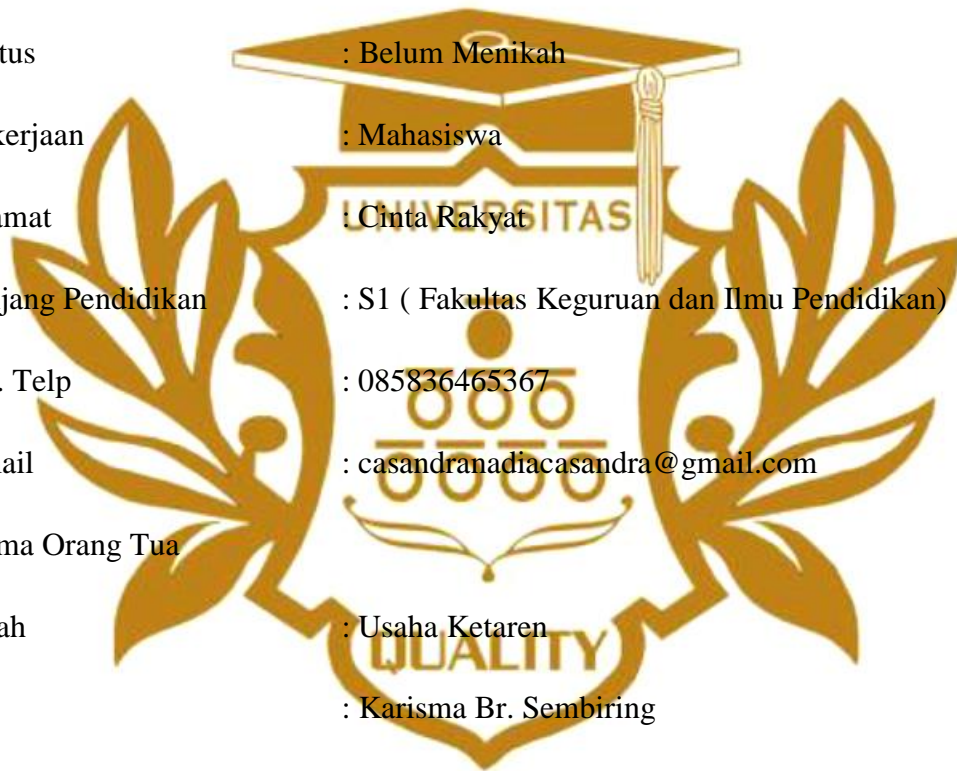 tus : Belum Menikah
kerjaan : Mahasiswa
amat : Cinta Rakyat
UNIVERSITAS
jang Pendidikan : S1 ( Fakultas Keguruan dan Ilmu Pendidikan)
. Telp : 085836465367
ail : casandranadiacasandra@gmail.com
ma Orang Tua
ah : Usaha Ketaren
QUALITY
: Karisma Br. Sembiring